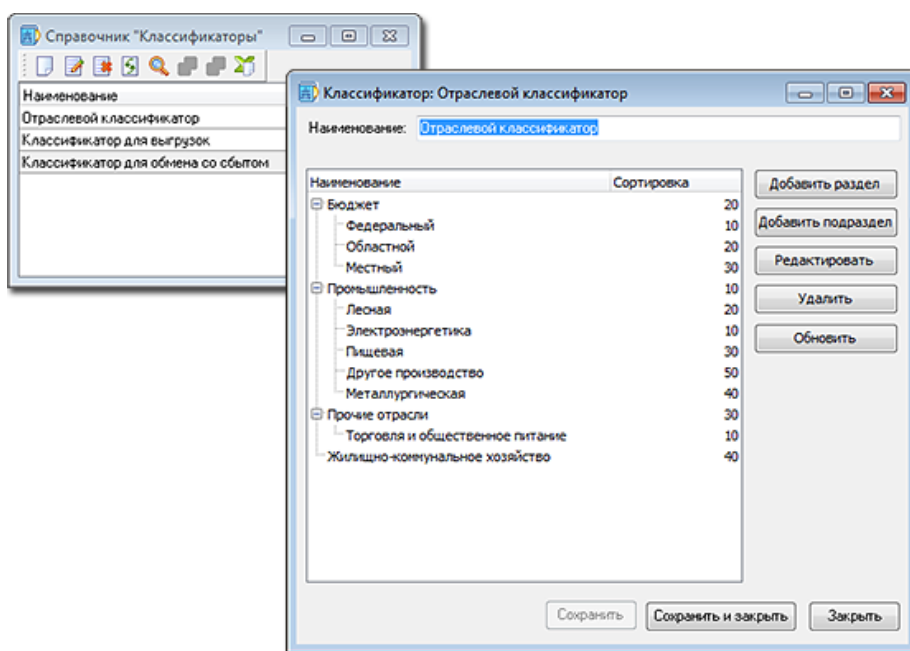 Справочник "Классификаторы"
Наименование
Отраслевой классификатор
Классификатор для выгрузок
Классификатор для обмена со сбытом
Классификатор: Отраслевой классификатор
Наименование: Отраслевой классификатор
Наименование Сортировка
Бюджет 20
Федеральный 10
Областной 20
Местный 30
Промышленность 10
Лесная 20
Электроэнергетика 10
Пищевая 30
Другое производство 50
Металлургическая 40
Прочие отрасли 30
Торговля и общественное питание 10
Жилищно-коммунальное хозяйство 40
Добавить раздел
Добавить подраздел
Редактировать
Удалить
Обновить
Сохранить Сохранить и закрыть Закрыть